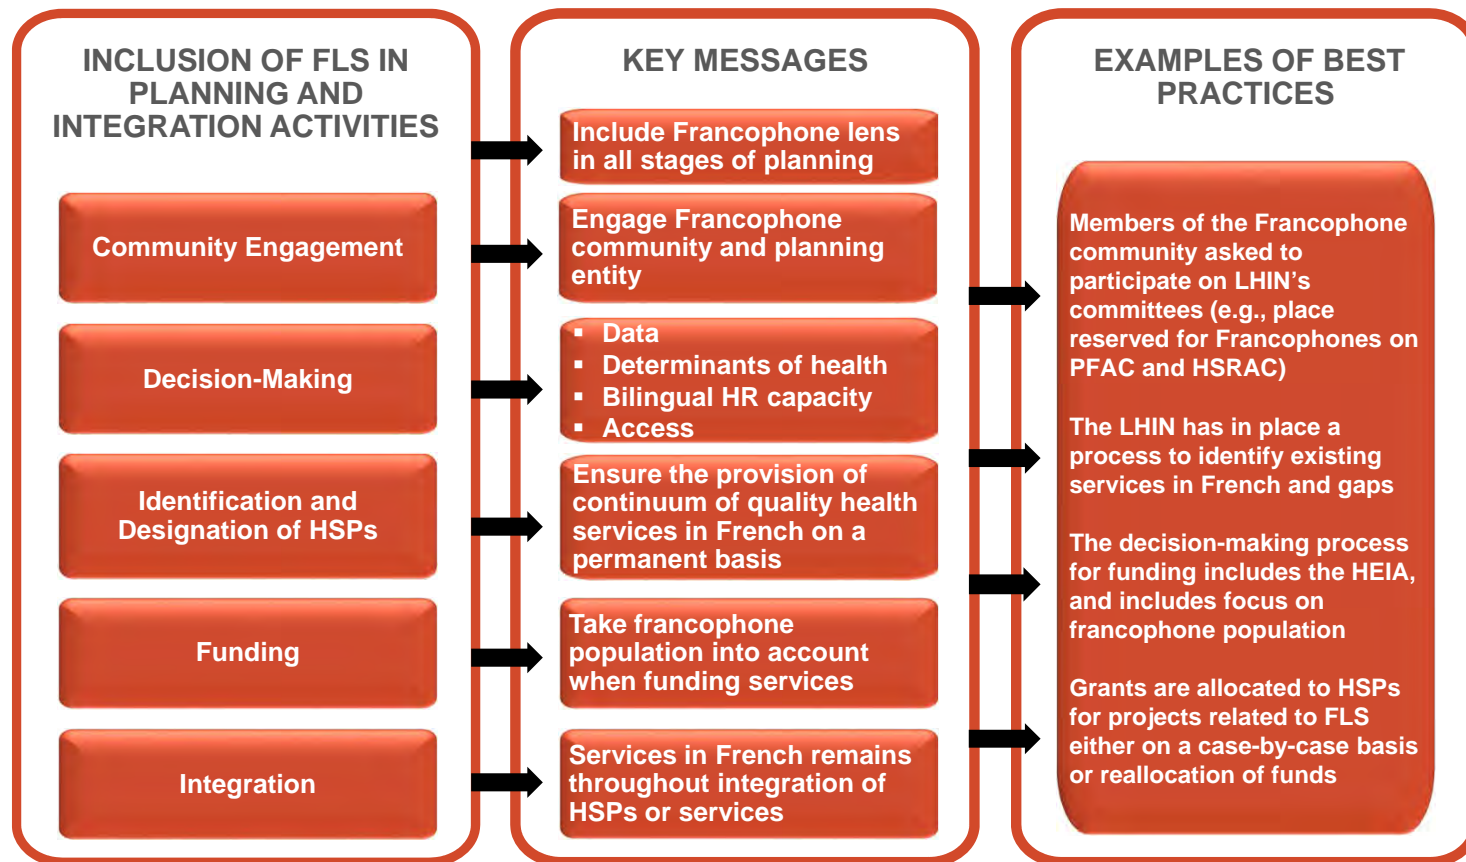 INCLUSION OF FLS IN
PLANNING AND
INTEGRATION ACTIVITIES
Community Engagement
Decision-Making
Identification and
Designation of HSPs
Funding
Integration
KEY MESSAGES
Include Francophone lens
in all stages of planning
Engage Francophone
community and planning
entity
▪ Data
▪ Determinants of health
▪ Bilingual HR capacity
▪ Access
Ensure the provision of
continuum of quality health
services in French on a
permanent basis
Take francophone
population into account
when funding services
Services in French remains
throughout integration of
HSPs or services
EXAMPLES OF BEST
PRACTICES
Members of the Francophone
community asked to
participate on LHIN’s
committees (e.g., place
reserved for Francophones on
PFAC and HSRAC)
The LHIN has in place a
process to identify existing
services in French and gaps
The decision-making process
for funding includes the HEIA,
and includes focus on
francophone population
Grants are allocated to HSPs
for projects related to FLS
either on a case-by-case basis
or reallocation of funds